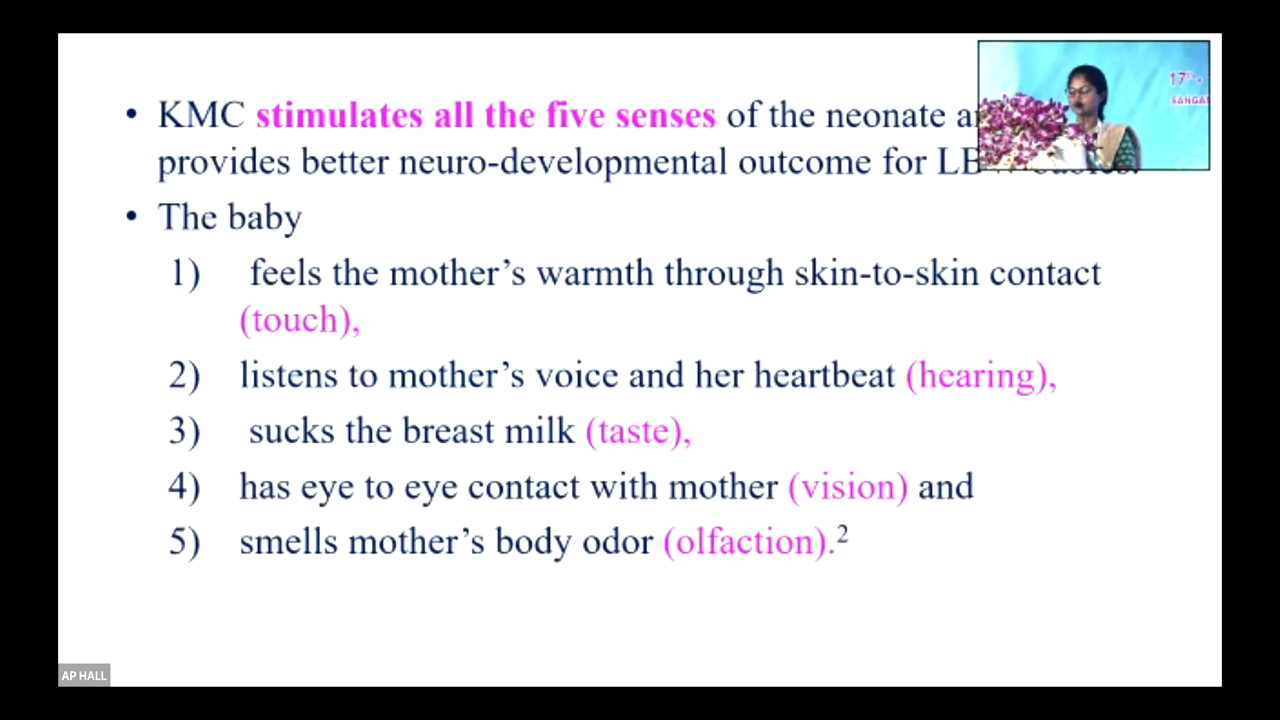 • KMC stimulates all the five senses of the neonate
provides better neuro-developmental outcome for
• The baby
1) feels the mother’s warmth through skin-to-skin contact
(touch),
2) listens to mother’s voice and her heartbeat (hearing),
3) sucks the breast milk (taste),
4) has eye to eye contact with mother (vision) and
5) smells mother’s body odor (olfaction).²
17th
AP HALL